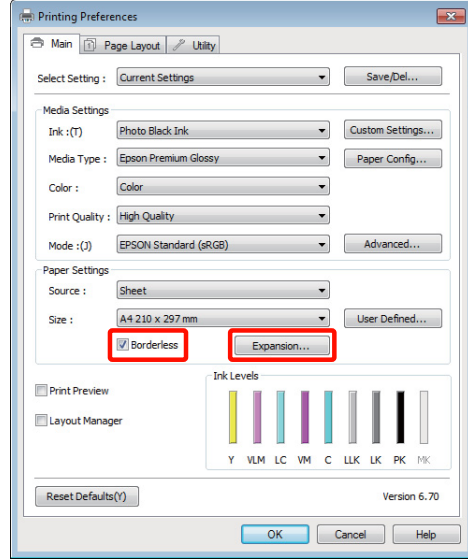 Printing Preferences
Main Page Layout Utility
Select Setting : Current Settings Save/Del...
Media Settings
Ink :(T) Photo Black Ink Custom Settings...
Media Type : Epson Premium Glossy Paper Config...
Color : Color
Print Quality : High Quality
Mode :(J) EPSON Standard (sRGB) Advanced...
Paper Settings
Source : Sheet
Size : A4 210 x 297 mm User Defined...
Borderless Expansion...
Print Preview
Layout Manager
Ink Levels
Y VLM LC VM C LLK LK PK MK
Reset Defaults(Y) Version 6.70
OK Cancel Help